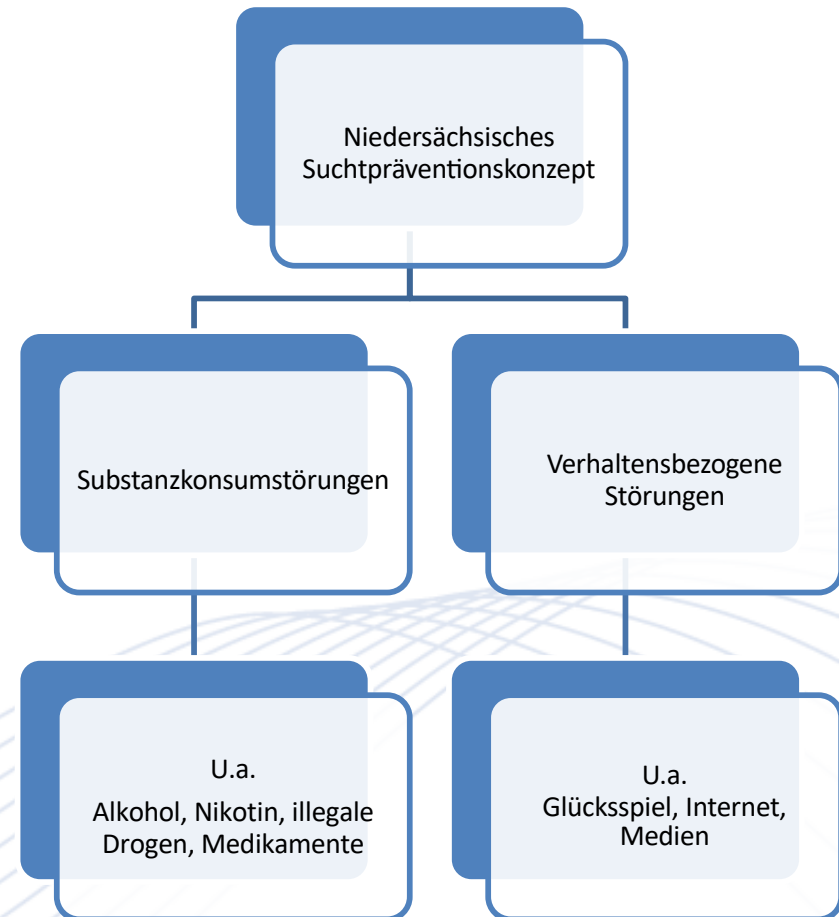 Niedersächsisches
Suchtpräventionskonzept
Substanzkonsumstörungen
Verhaltensbezogene
Störungen
U.a.
Alkohol, Nikotin, illegale
Drogen, Medikamente
U.a.
Glücksspiel, Internet,
Medien